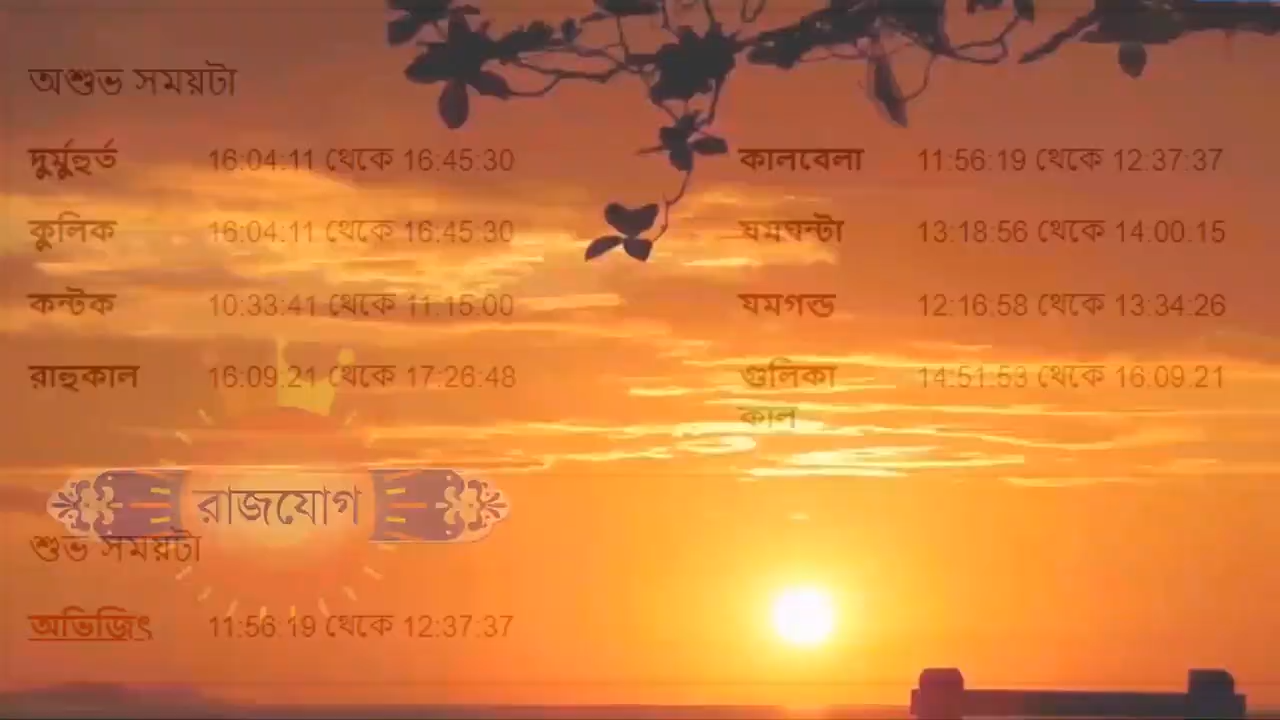 অশুভ সময়টা
দুর্মুহুর্ত 16:04:11 থেকে 16:45:30 কালবেলা 11:56:19 থেকে 12:37:37
কুলিক 16:04:11 থেকে 16:45:30 যমঘন্টা 13:18:56 থেকে 14:00:15
কন্টক 10:33:41 থেকে 11:15:00 যমগন্ড 12:16:58 থেকে 13:34:26
রাহুকাল 16:09:21 থেকে 17:26:48 গুলিকা 14:51:53 থেকে 16:09:21
কাল
রাজযোগ
শুভ সময়টা
অভিজিৎ 11:56:19 থেকে 12:37:37